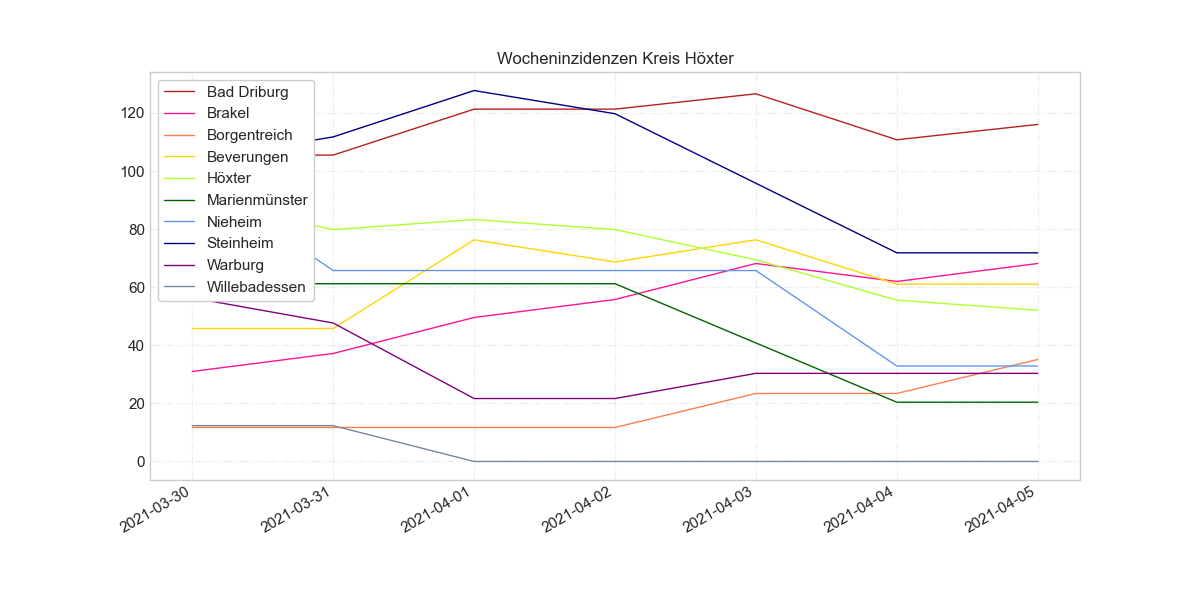 Wocheninzidenzen Kreis Höxter
Bad Driburg
Brakel
Borgentreich
Beverungen
Höxter
Marienmünster
Nieheim
Steinheim
Warburg
Willebadessen
120
100
80
60
40
20
0
2021-03-30
2021-03-31
2021-04-01
2021-04-02
2021-04-03
2021-04-04
2021-04-05